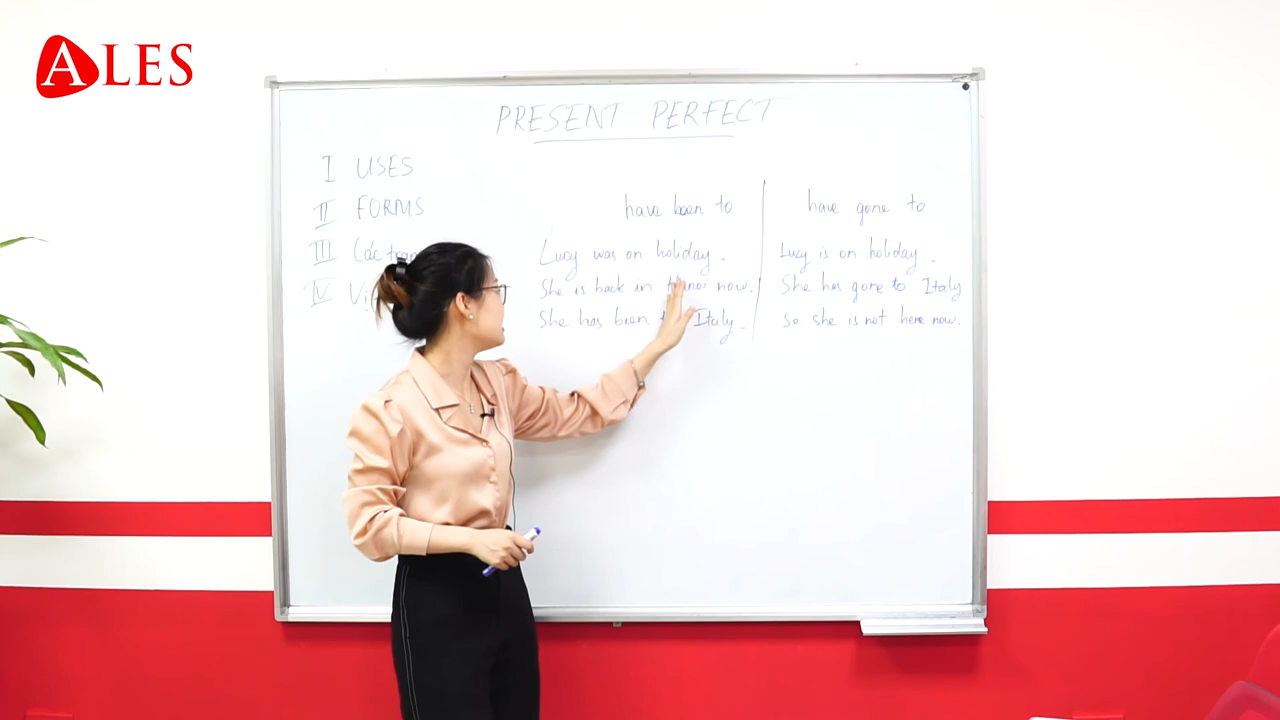 ALES
PRESENT PERFECT
I USES
II FORMS
III Các
IV
have been to
Lucy was on holiday.
She is back in Hanoi now.
She has been Italy.
have gone to
Lucy is on holiday.
She has gone to Italy
so she is not here now.